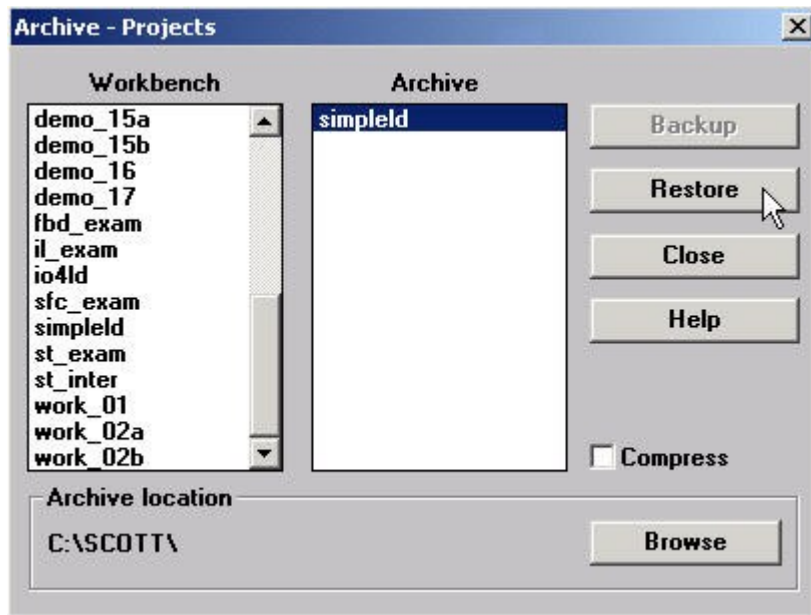 Archive - Projects
Workbench
demo_15a
demo_15b
demo_16
demo_17
fbd_exam
il_exam
io4ld
sfc_exam
simpleld
st_exam
st_inter
work_01
work_02a
work_02b
Archive
simpleld
Backup
Restore
Close
Help
Compress
Archive location
C:\SCOTT\
Browse